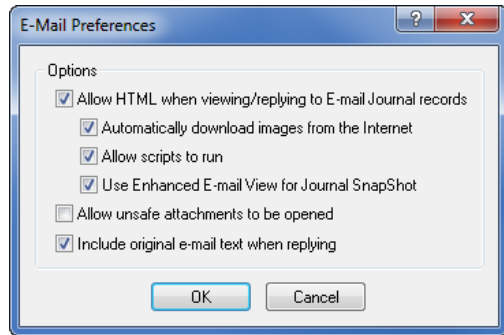 E-Mail Preferences
Options
Allow HTML when viewing/replying to E-mail Journal records
Automatically download images from the Internet
Allow scripts to run
Use Enhanced E-mail View for Journal SnapShot
Allow unsafe attachments to be opened
Include original e-mail text when replying
OK
Cancel